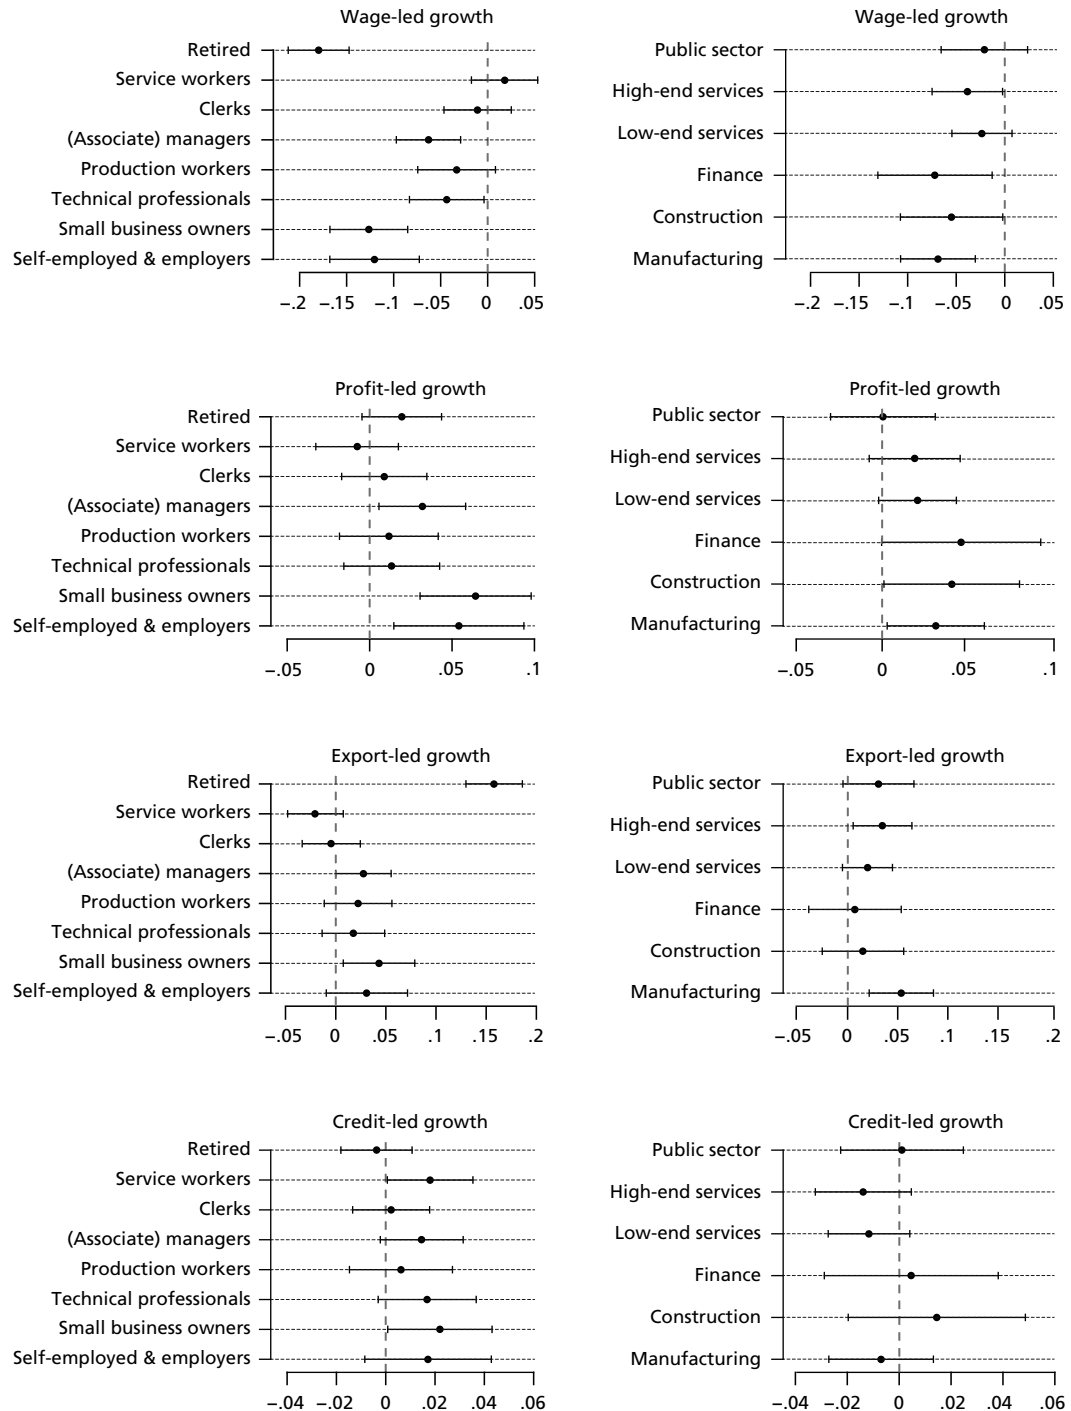 Wage-led growth
Retired
Service workers
Clerks
(Associate) managers
Production workers
Technical professionals
Small business owners
Self-employed & employers
–.2 –.15 –.1 –.05 0 .05
Wage-led growth
Public sector
High-end services
Low-end services
Finance
Construction
Manufacturing
–.2 –.15 –.1 –.05 0 .05
Profit-led growth
Retired
Service workers
Clerks
(Associate) managers
Production workers
Technical professionals
Small business owners
Self-employed & employers
–.05 0 .05 .1
Profit-led growth
Public sector
High-end services
Low-end services
Finance
Construction
Manufacturing
–.05 0 .05 .1
Export-led growth
Retired
Service workers
Clerks
(Associate) managers
Production workers
Technical professionals
Small business owners
Self-employed & employers
–.05 0 .05 .1 .15 .2
Export-led growth
Public sector
High-end services
Low-end services
Finance
Construction
Manufacturing
–.05 0 .05 .1 .15 .2
Credit-led growth
Retired
Service workers
Clerks
(Associate) managers
Production workers
Technical professionals
Small business owners
Self-employed & employers
–.04 –.02 0 .02 .04 .06
Credit-led growth
Public sector
High-end services
Low-end services
Finance
Construction
Manufacturing
–.04 –.02 0 .02 .04 .06